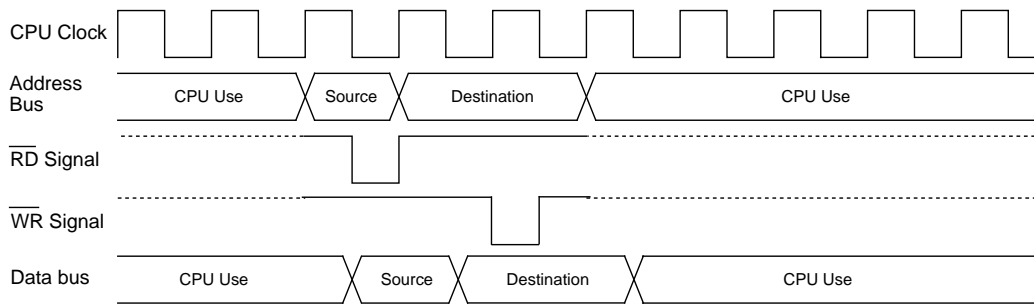 CPU Clock
Address
Bus
CPU Use
Source
Destination
CPU Use
RD Signal
WR Signal
Data bus
CPU Use
Source
Destination
CPU Use